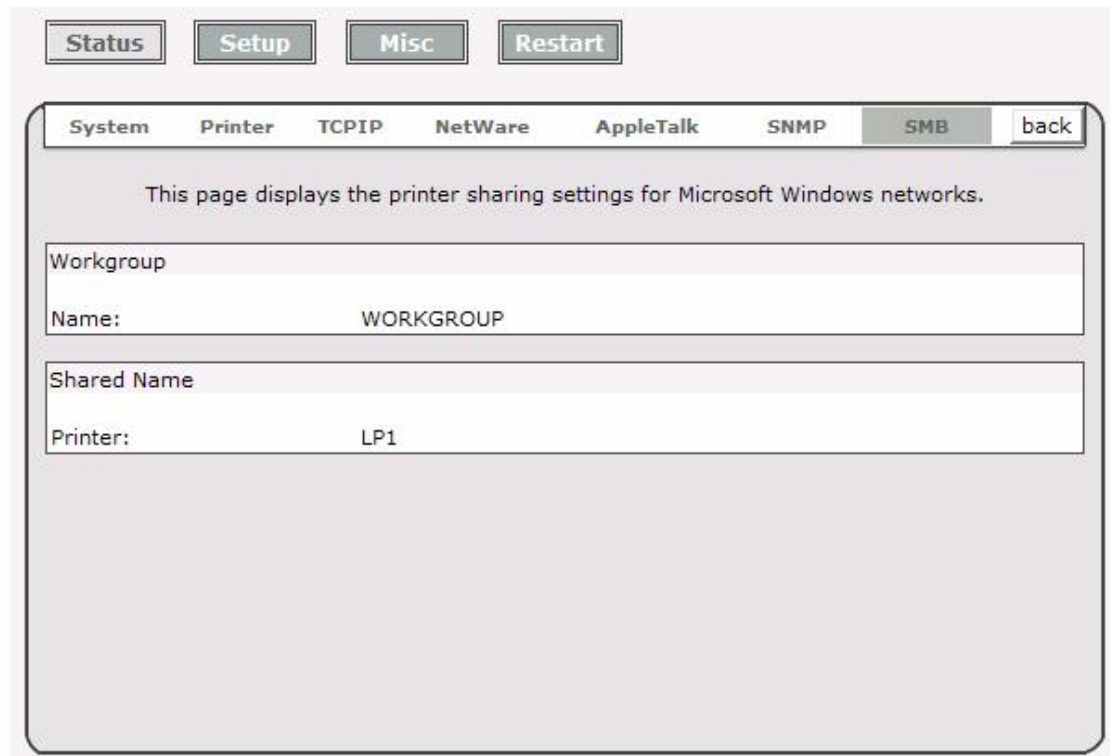 Status Setup Misc Restart
System Printer TCPIP NetWare AppleTalk SNMP SMB back
This page displays the printer sharing settings for Microsoft Windows networks.
Workgroup
Name: WORKGROUP
Shared Name
Printer: LP1